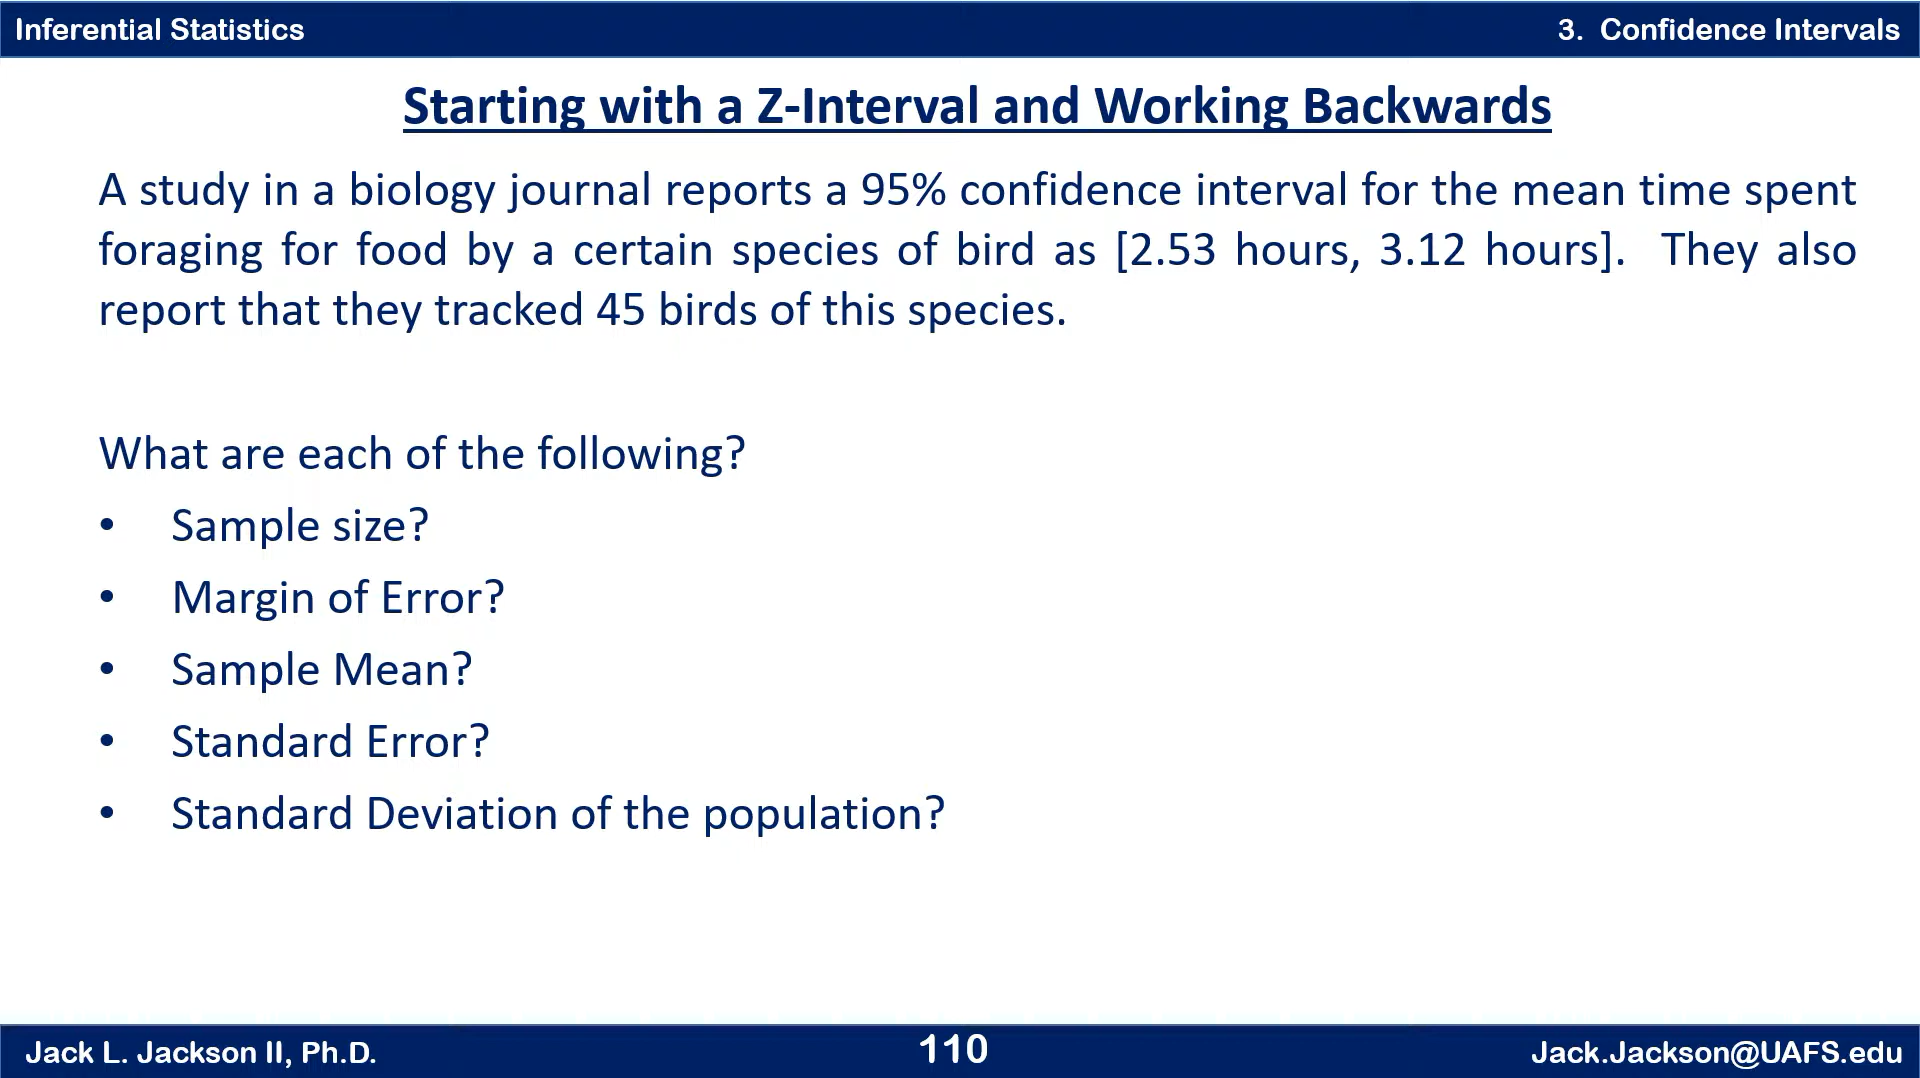 Inferential Statistics
3. Confidence Intervals
Starting with a Z-Interval and Working Backwards
A study in a biology journal reports a 95% confidence interval for the mean time spent
foraging for food by a certain species of bird as [2.53 hours, 3.12 hours]. They also
report that they tracked 45 birds of this species.
What are each of the following?
• Sample size?
• Margin of Error?
• Sample Mean?
• Standard Error?
• Standard Deviation of the population?
Jack L. Jackson II, Ph.D.
110
Jack.Jackson@UAFS.edu